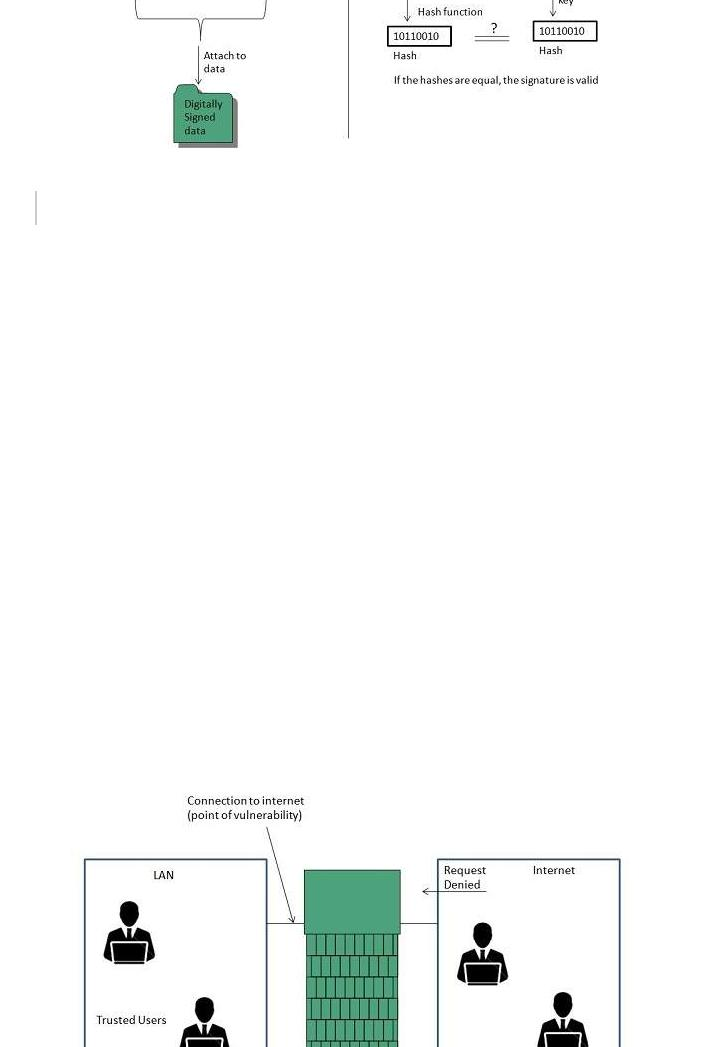 key
Hash function
10110010
?
10110010
Hash
Hash
If the hashes are equal, the signature is valid
Attach to
data
Digitally
Signed
data
Connection to internet
(point of vulnerability)
LAN
Request
Denied
Internet
Trusted Users